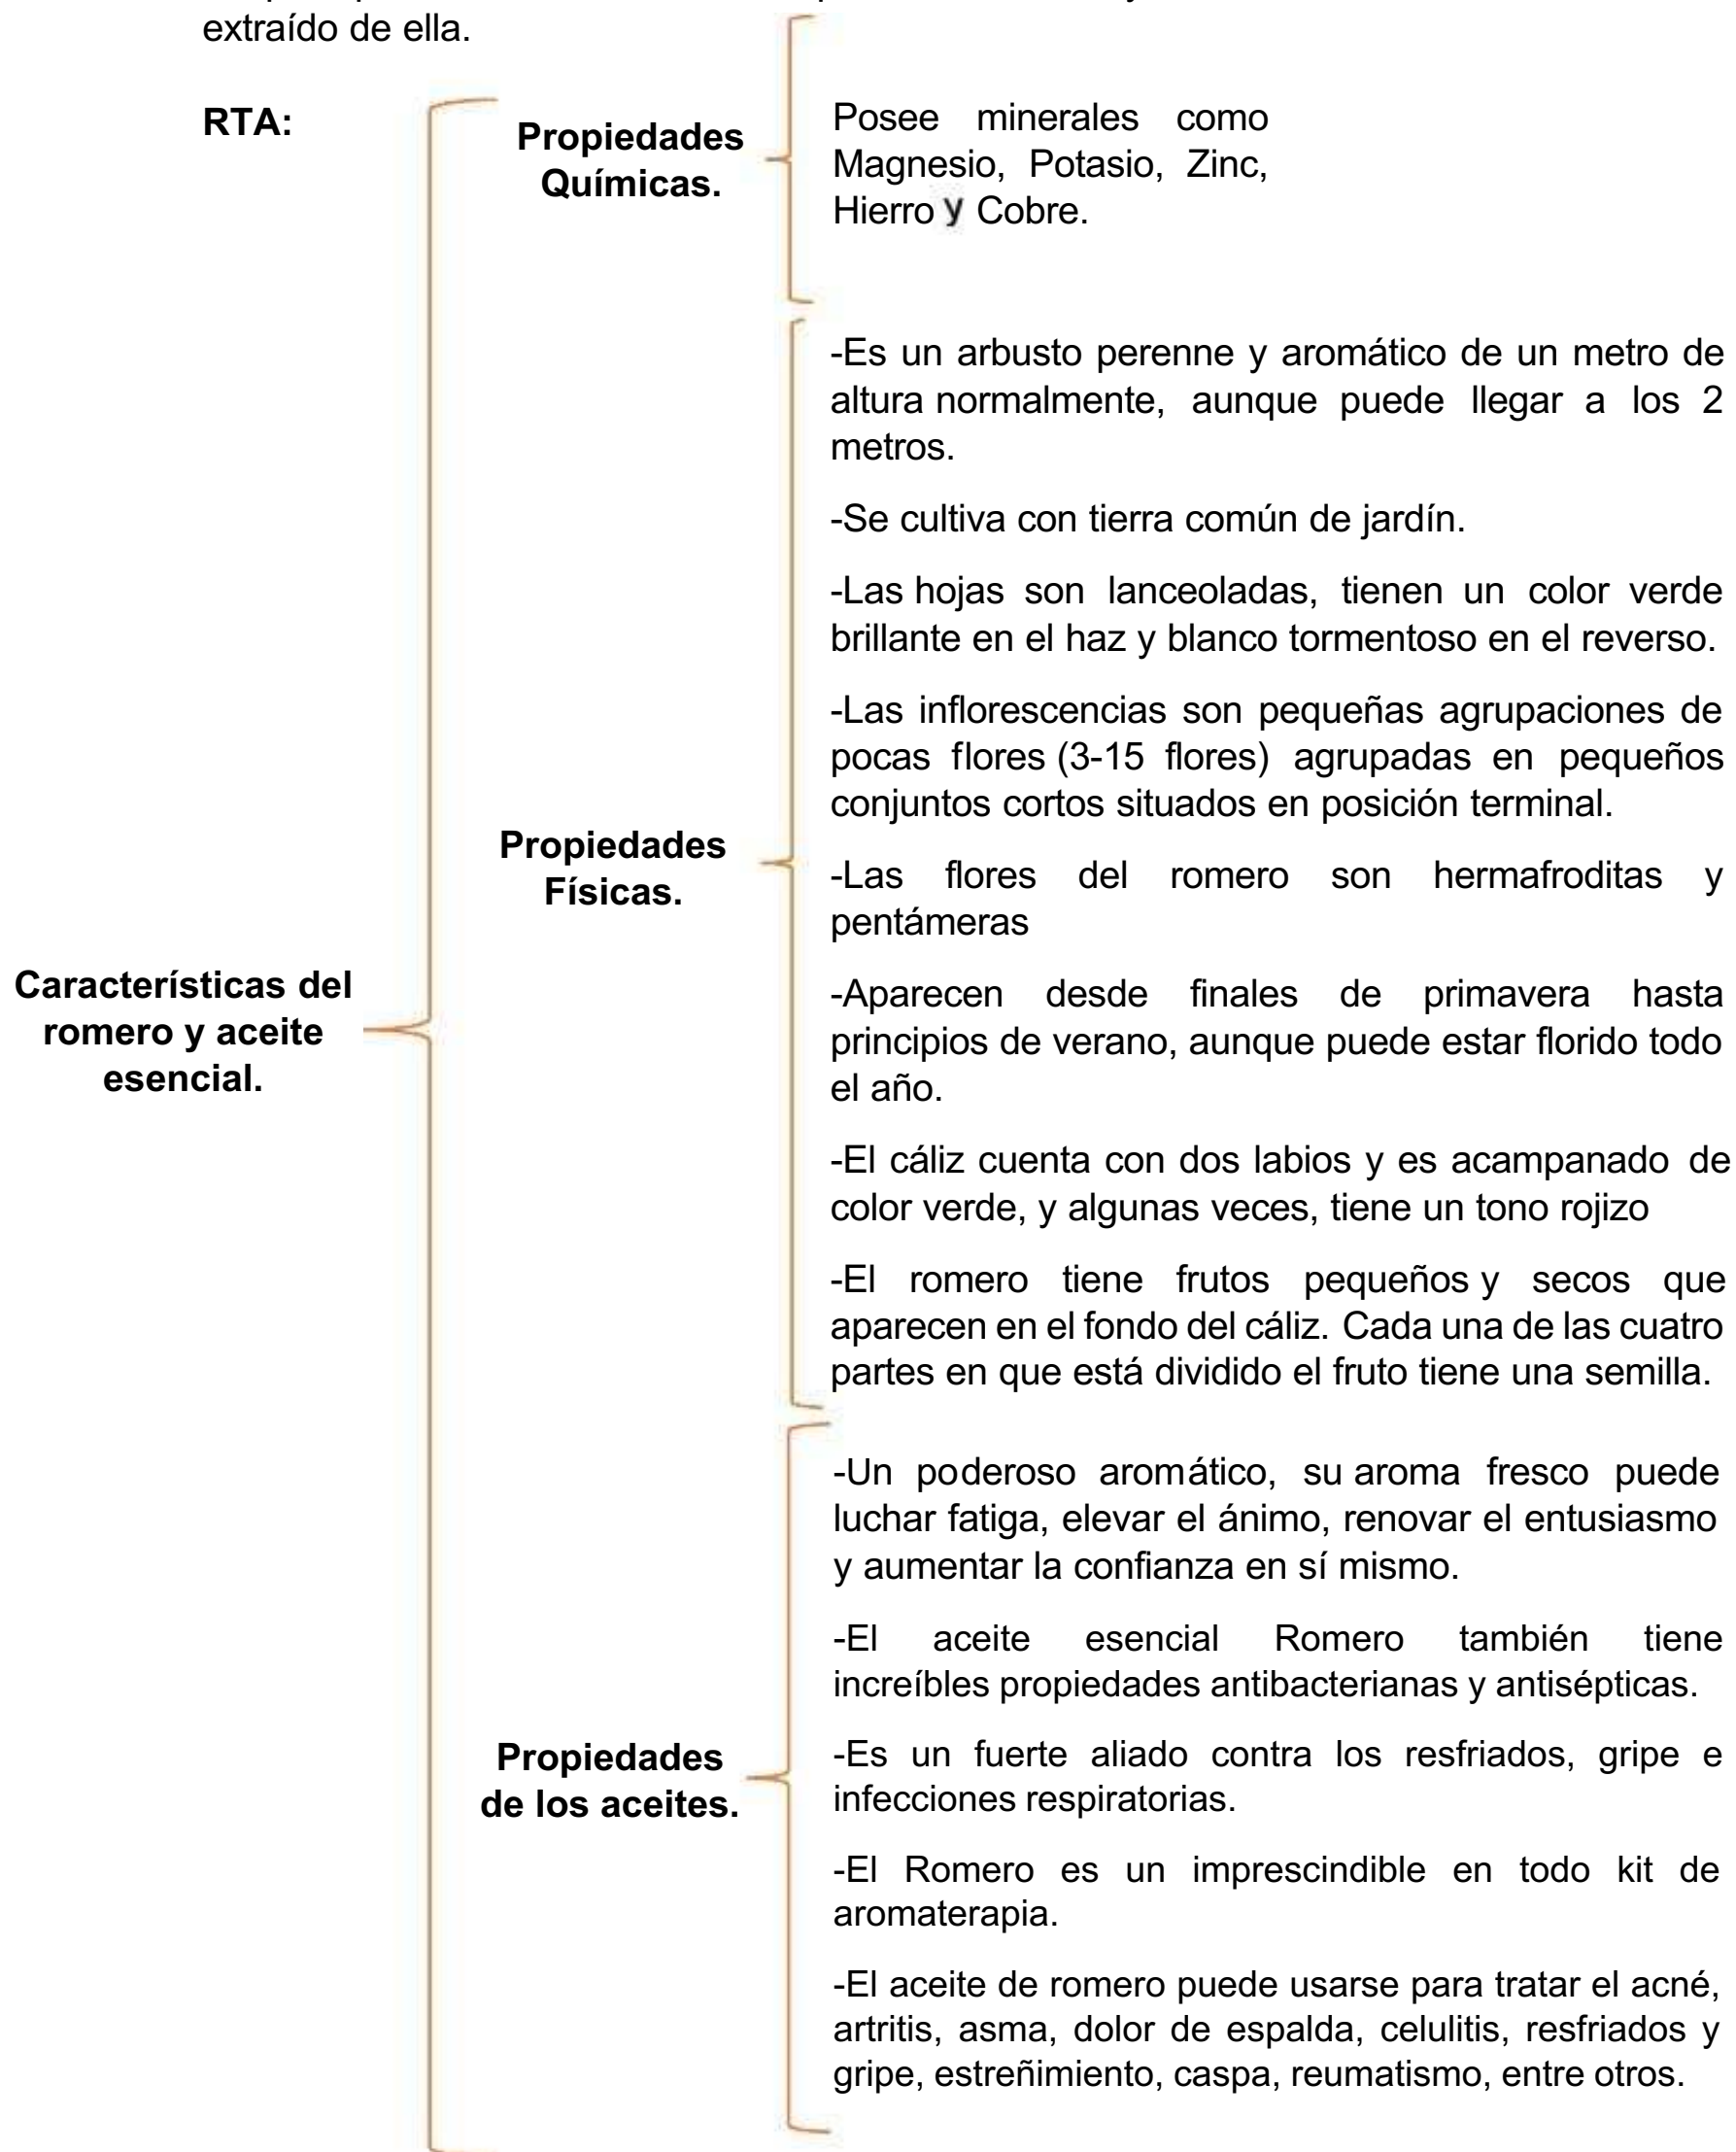 extraído de ella.
RTA:
Propiedades
Químicas.
Posee minerales como
Magnesio, Potasio, Zinc,
Hierro y Cobre.
-Es un arbusto perenne y aromático de un metro de
altura normalmente, aunque puede llegar a los 2
metros.
-Se cultiva con tierra común de jardín.
-Las hojas son lanceoladas, tienen un color verde
brillante en el haz y blanco tormentoso en el reverso.
-Las inflorescencias son pequeñas agrupaciones de
pocas flores (3-15 flores) agrupadas en pequeños
conjuntos cortos situados en posición terminal.
Propiedades
Físicas.
-Las flores del romero son hermafroditas y
pentámeras
Características del
romero y aceite
esencial.
-Aparecen desde finales de primavera hasta
principios de verano, aunque puede estar florido todo
el año.
-El cáliz cuenta con dos labios y es acampanado de
color verde, y algunas veces, tiene un tono rojizo
-El romero tiene frutos pequeños y secos que
aparecen en el fondo del cáliz. Cada una de las cuatro
partes en que está dividido el fruto tiene una semilla.
-Un poderoso aromático, su aroma fresco puede
luchar fatiga, elevar el ánimo, renovar el entusiasmo
y aumentar la confianza en sí mismo.
-El aceite esencial Romero también tiene
increíbles propiedades antibacterianas y antisépticas.
Propiedades
de los aceites.
-Es un fuerte aliado contra los resfriados, gripe e
infecciones respiratorias.
-El Romero es un imprescindible en todo kit de
aromaterapia.
-El aceite de romero puede usarse para tratar el acné,
artritis, asma, dolor de espalda, celulitis, resfriados y
gripe, estreñimiento, caspa, reumatismo, entre otros.